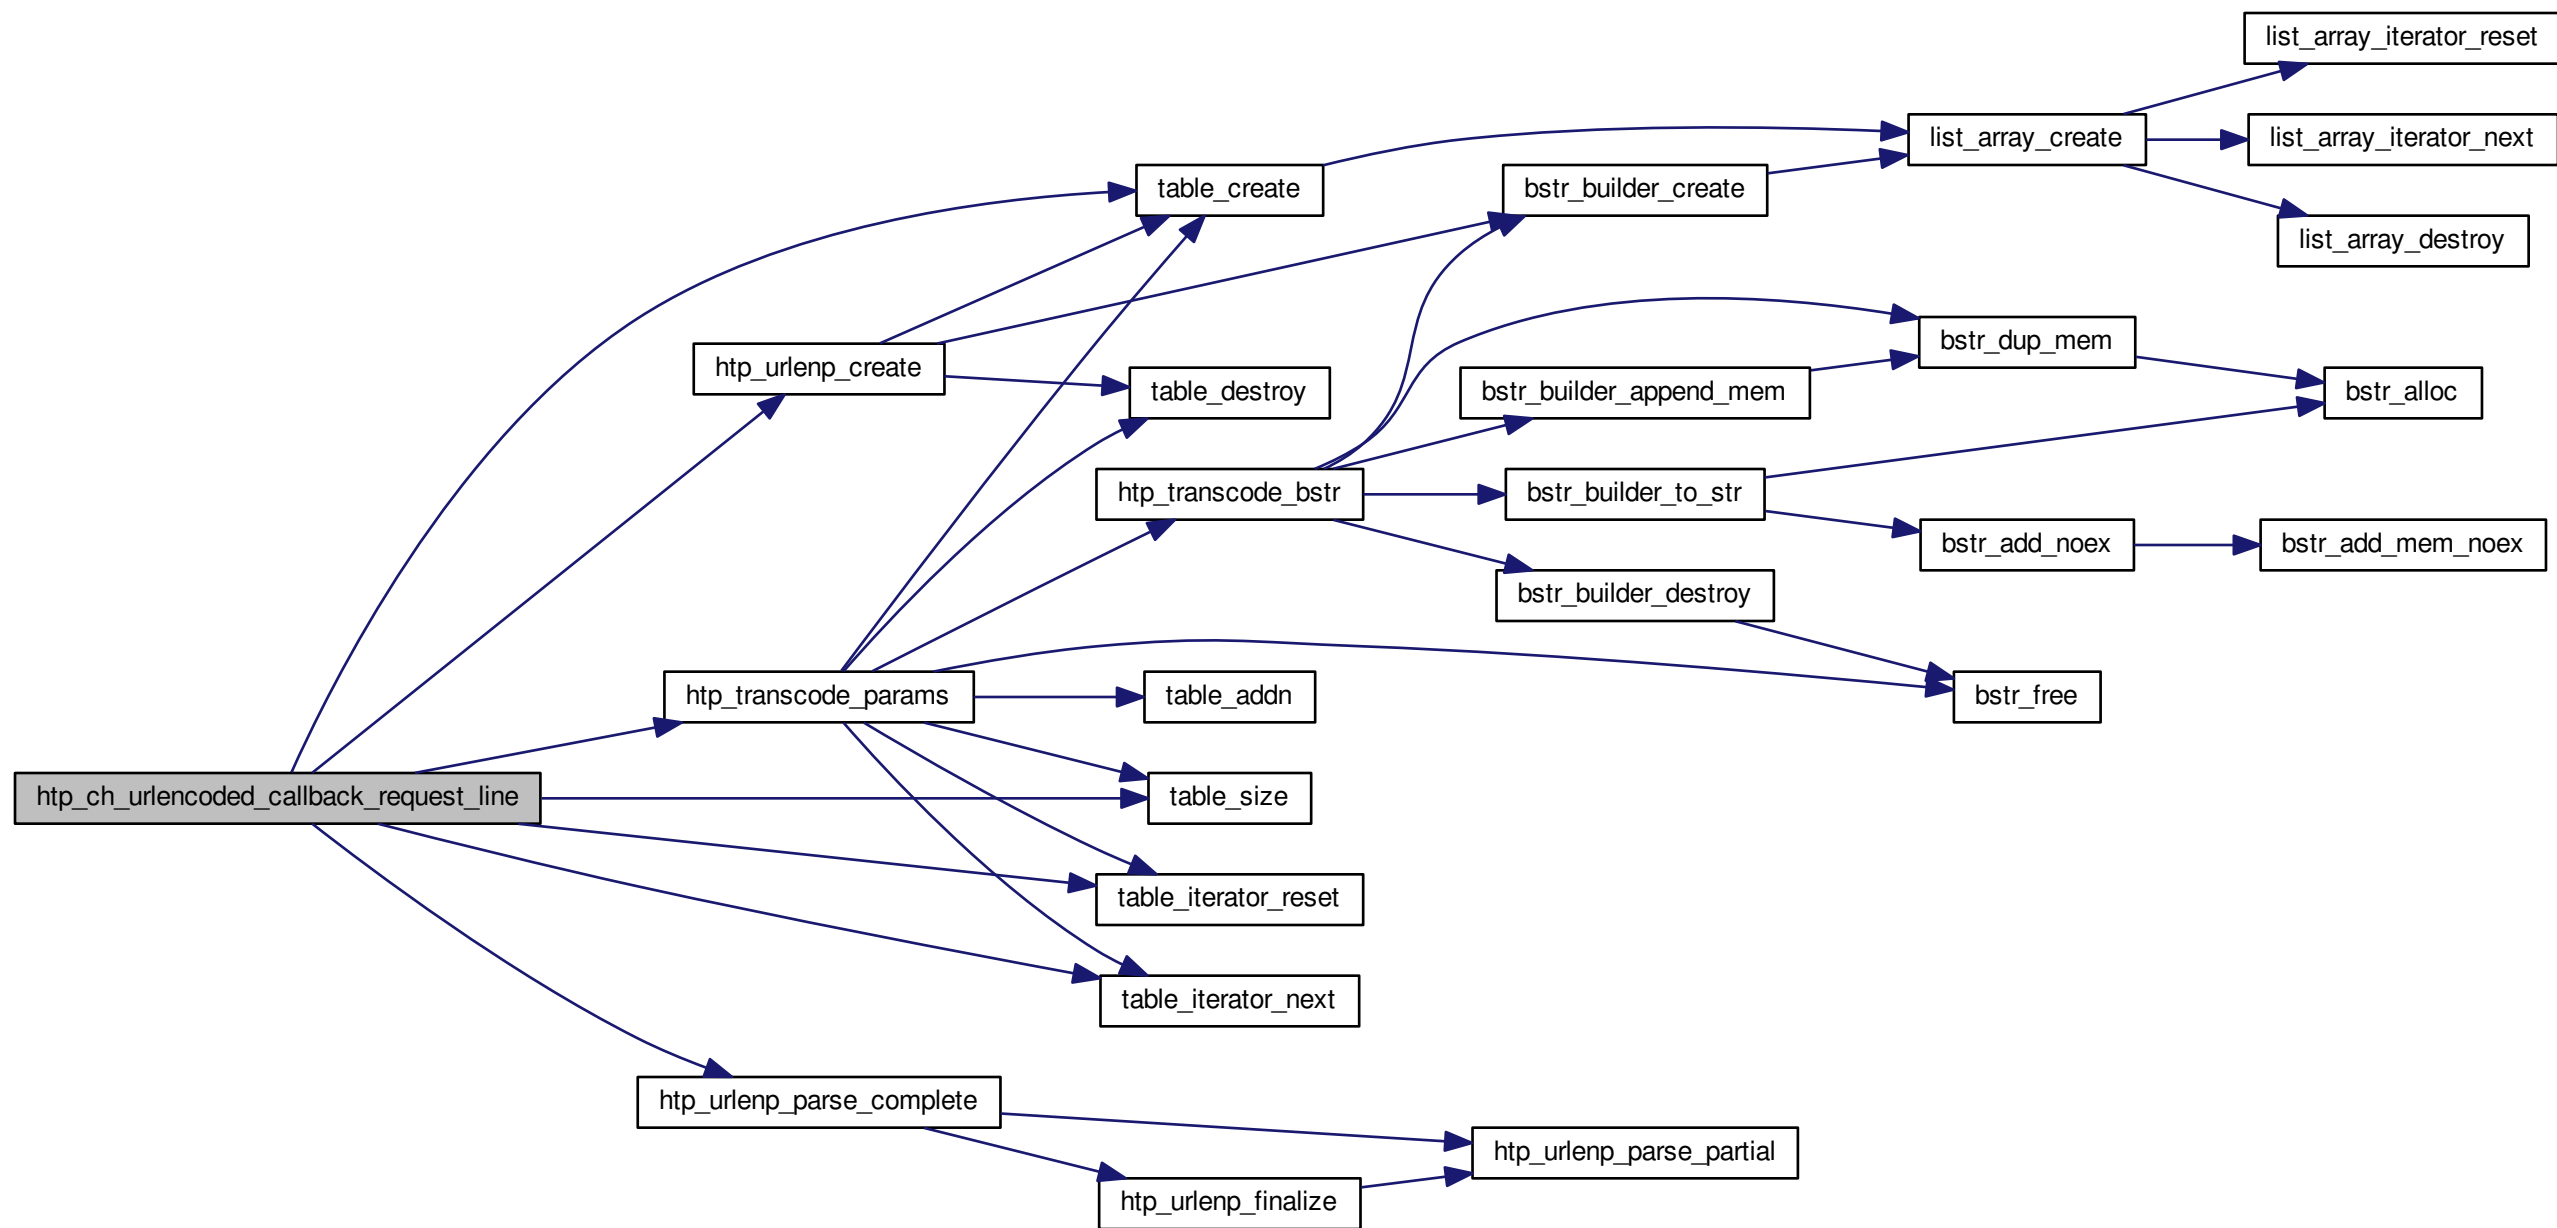 list_array_iterator_reset
list_array_create
list_array_iterator_next
table_create
bstr_builder_create
list_array_destroy
bstr_dup_mem
htp_urlenp_create
table_destroy
bstr_builder_append_mem
bstr_alloc
htp_transcode_bstr
bstr_builder_to_str
bstr_add_noex
bstr_add_mem_noex
bstr_builder_destroy
htp_transcode_params
table_addn
bstr_free
htp_ch_urlencoded_callback_request_line
table_size
table_iterator_reset
table_iterator_next
htp_urlenp_parse_complete
htp_urlenp_parse_partial
htp_urlenp_finalize